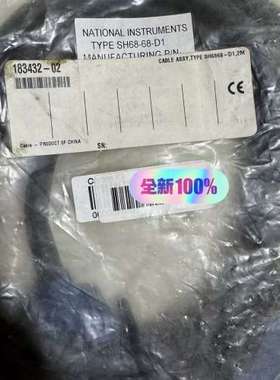 NATIONAL INSTRUMENTS
TYPE SH68-68-D1
MANUFACTURING P/N
183432-02
CABLE ASSY,TYPE SH6868-D1,2M
CE
Cable - PRODUCT OF CHINA
SN:
全新100%